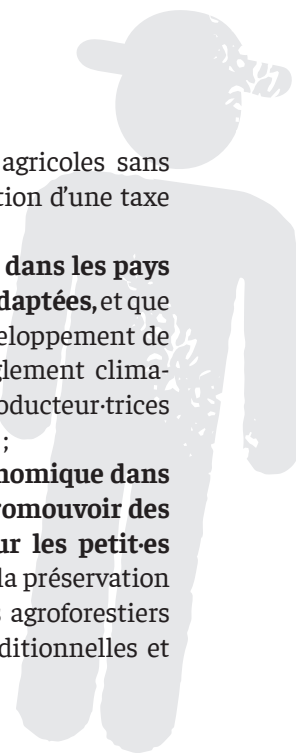 agricoles sans
tion d’une taxe
dans les pays
daptées, et que
eloppement de
glement clima-
oducteur·trices
;
nomique dans
romouvoir des
ur les petit·es
la préservation
s agroforestiers
ditionnelles et